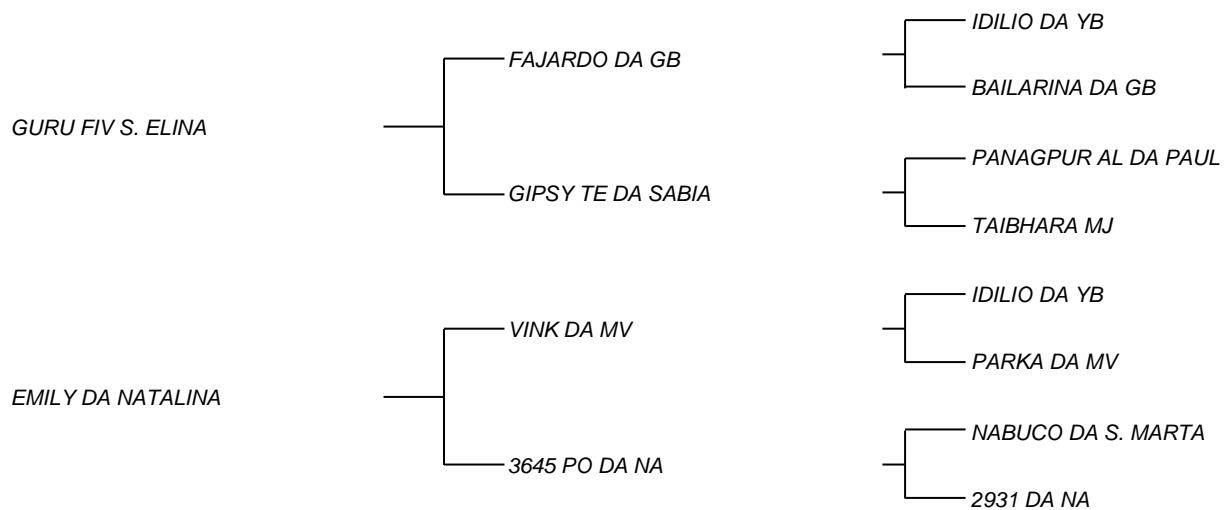 GURU FIV S. ELINA
FAJARDO DA GB
IDILIO DA YB
BAILARINA DA GB
GIPSY TE DA SABIA
PANAGPUR AL DA PAUL
TAIBHARA MJ
EMILY DA NATALINA
VINK DA MV
IDILIO DA YB
PARKA DA MV
3645 PO DA NA
NABUCO DA S. MARTA
2931 DA NA